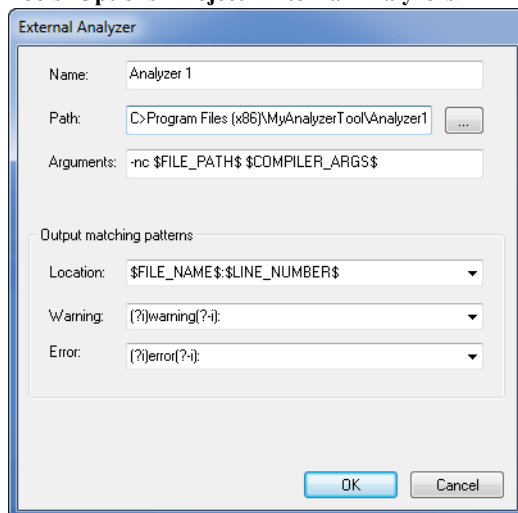 External Analyzer
Name: Analyzer 1
Path: C>Program Files (x86)\MyAnalyzerTool\Analyzer1 ...
Arguments: -nc $FILE_PATH$ $COMPILER_ARGS$
Output matching patterns
Location: $FILE_NAME$:$LINE_NUMBER$
Warning: (?i)warning(?-i):
Error: (?i)error(?-i):
OK Cancel